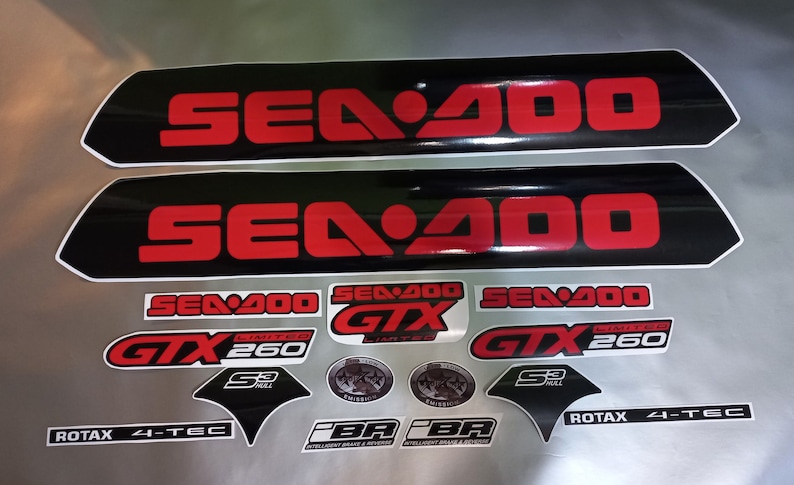 SEA-DOO
SEA-DOO
SEA-DOO
SEA-DOO
GTX
LIMITED
SEA-DOO
GTX LIMITED
260
GTX LIMITED
260
S3
HULL
LOW
EMISSION
LOW
EMISSION
S3
HULL
ROTAX 4-TEC
iBR
INTELLIGENT BRAKE & REVERSE
iBR
INTELLIGENT BRAKE & REVERSE
ROTAX 4-TEC